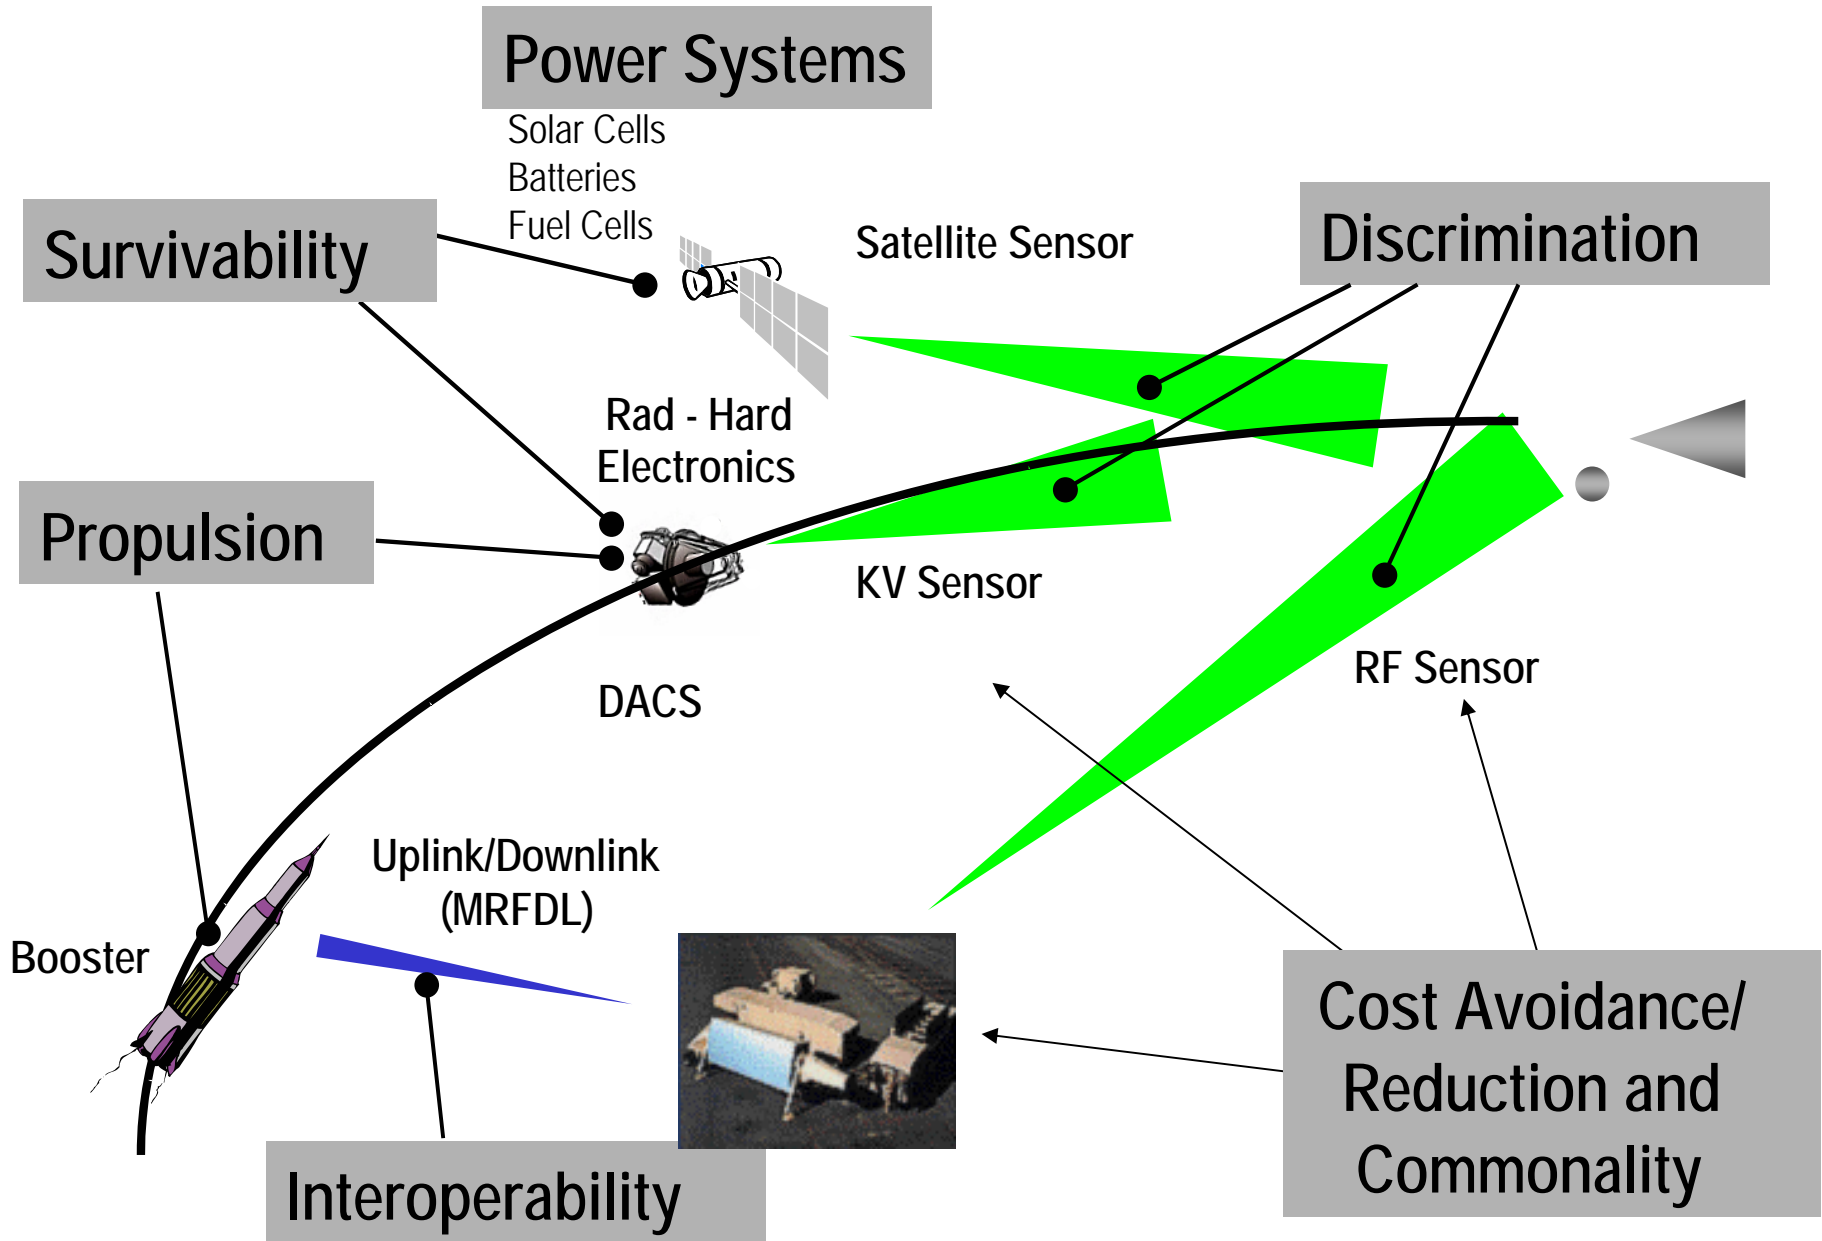 Power Systems
Solar Cells
Batteries
Fuel Cells
Survivability
Satellite Sensor
Discrimination
Rad - Hard
Electronics
Propulsion
KV Sensor
RF Sensor
DACS
Uplink/Downlink
(MRFDL)
Booster
Cost Avoidance/
Reduction and
Commonality
Interoperability